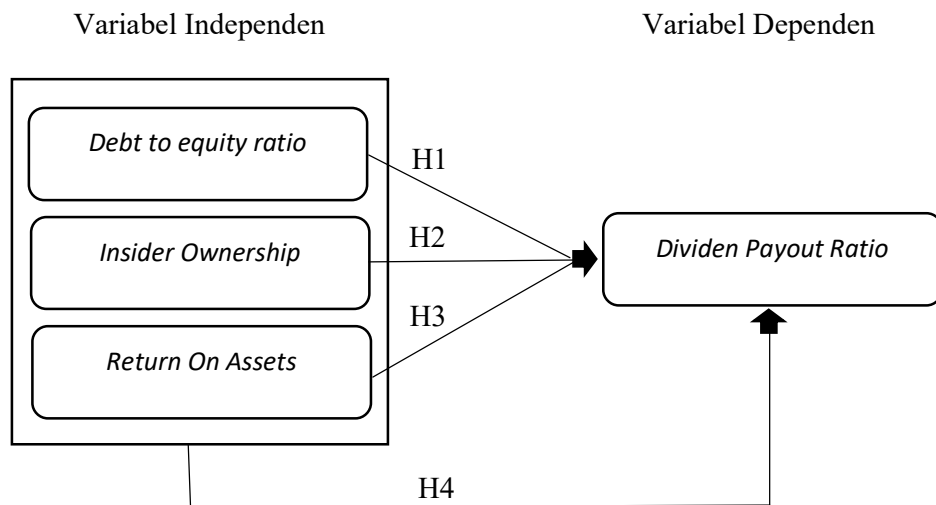 Variabel Independen
Variabel Dependen
Debt to equity ratio
H1
Insider Ownership
H2
Dividen Payout Ratio
H3
Return On Assets
H4